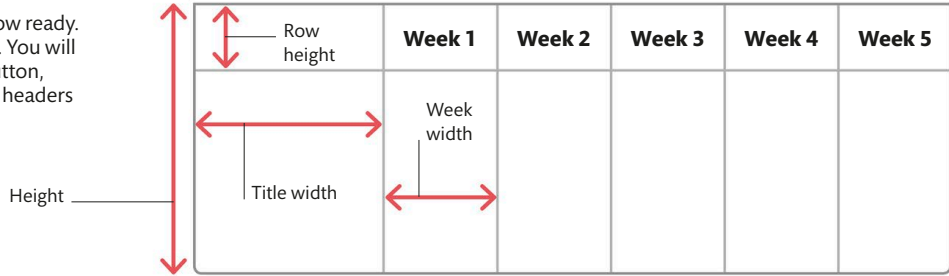 ow ready.
. You will
tton,
headers
Row
height
Week 1 Week 2 Week 3 Week 4 Week 5
Week
width
Title width
Height